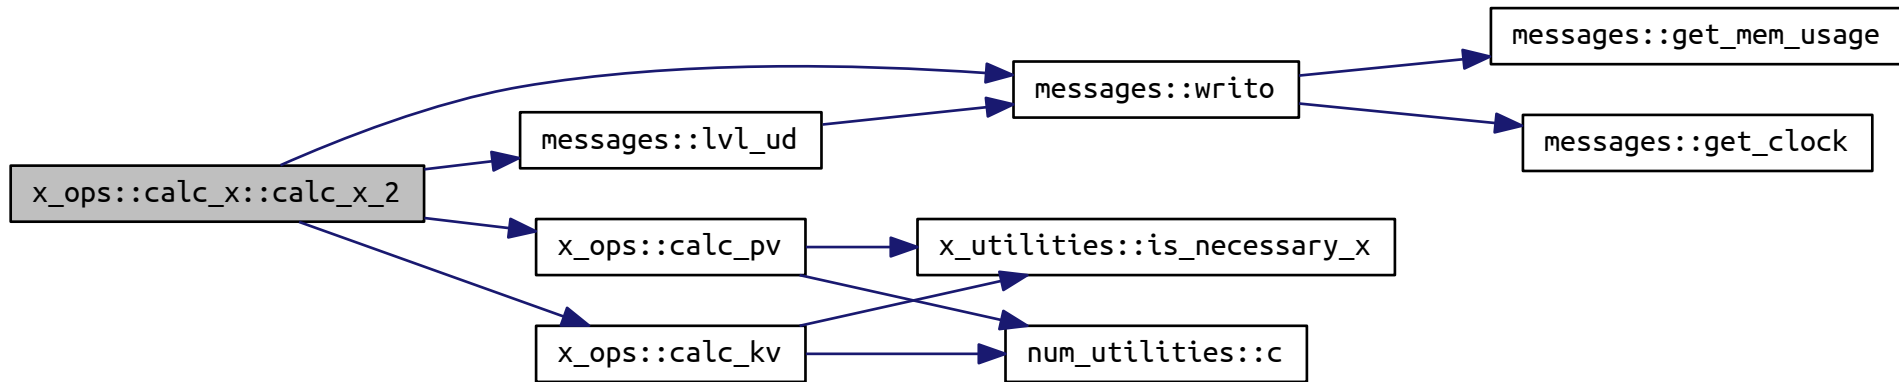 messages::get_mem_usage
messages::writo
messages::lvl_ud
messages::get_clock
x_ops::calc_x::calc_x_2
x_ops::calc_pv
x_utilities::is_necessary_x
x_ops::calc_kv
num_utilities::c